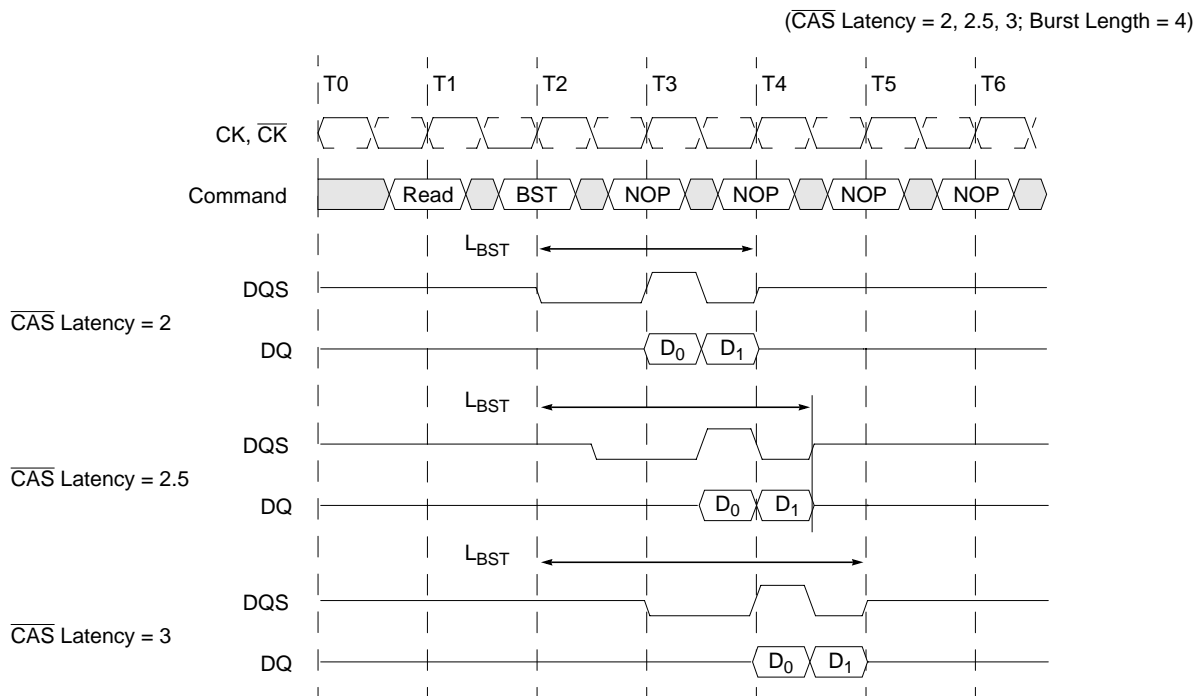 (CAS Latency = 2, 2.5, 3; Burst Length = 4)
T0 T1 T2 T3 T4 T5 T6
CK, CK
Command Read BST NOP NOP NOP NOP
LBST
DQS
CAS Latency = 2
DQ D0 D1
LBST
DQS
CAS Latency = 2.5
DQ D0 D1
LBST
DQS
CAS Latency = 3
DQ D0 D1